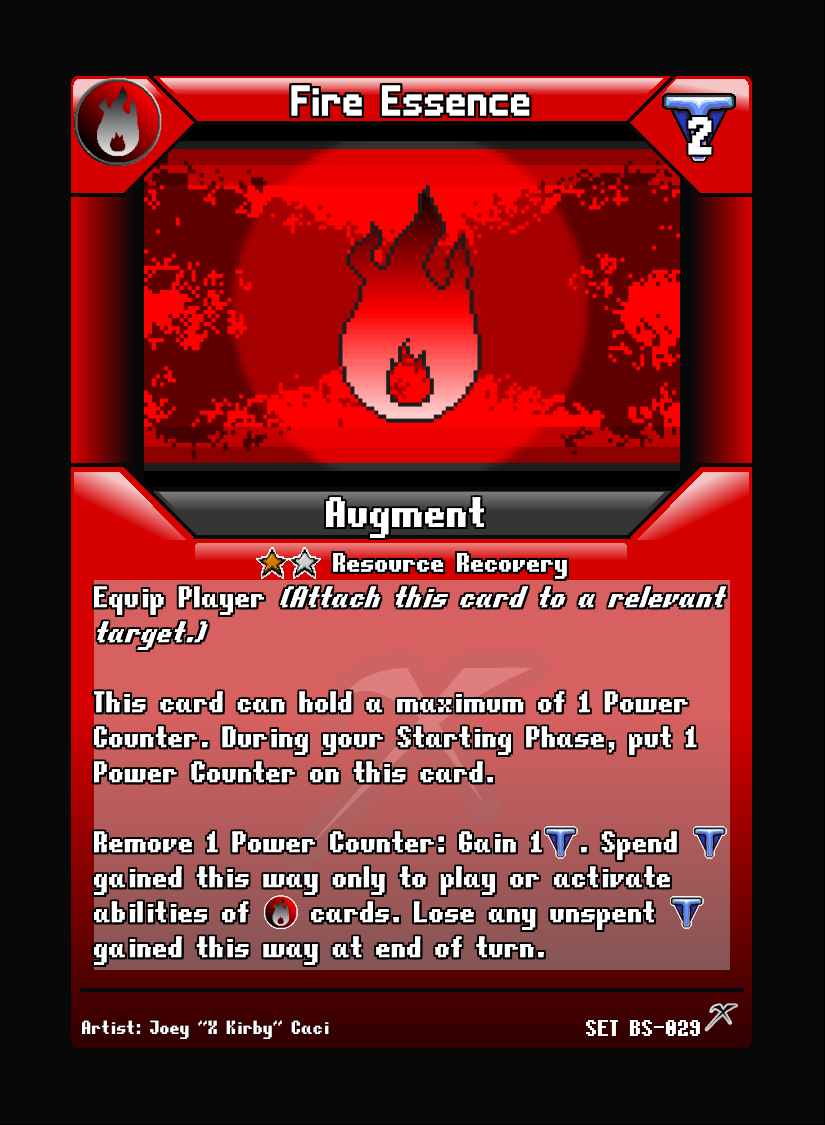 Fire Essence
2
Augment
Resource Recovery
Equip Player (Attach this card to a relevant
target.)
This card can hold a maximum of 1 Power
Counter. During your Starting Phase, put 1
Power Counter on this card.
Remove 1 Power Counter: Gain 1 . Spend
gained this way only to play or activate
abilities of cards. Lose any unspent
gained this way at end of turn.
Artist: Joey "X Kirby" Caci
SET BS-029